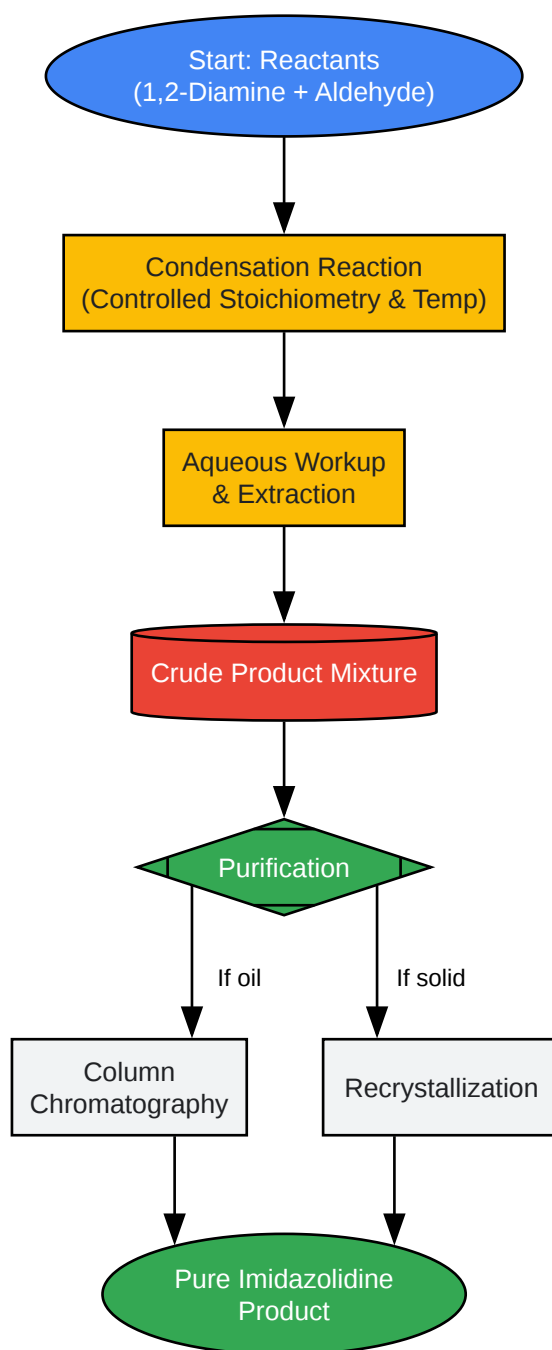 Start: Reactants
(1,2-Diamine + Aldehyde)
Condensation Reaction
(Controlled Stoichiometry & Temp)
Aqueous Workup
& Extraction
Crude Product Mixture
Purification
If oil
If solid
Column
Chromatography
Recrystallization
Pure Imidazolidine
Product